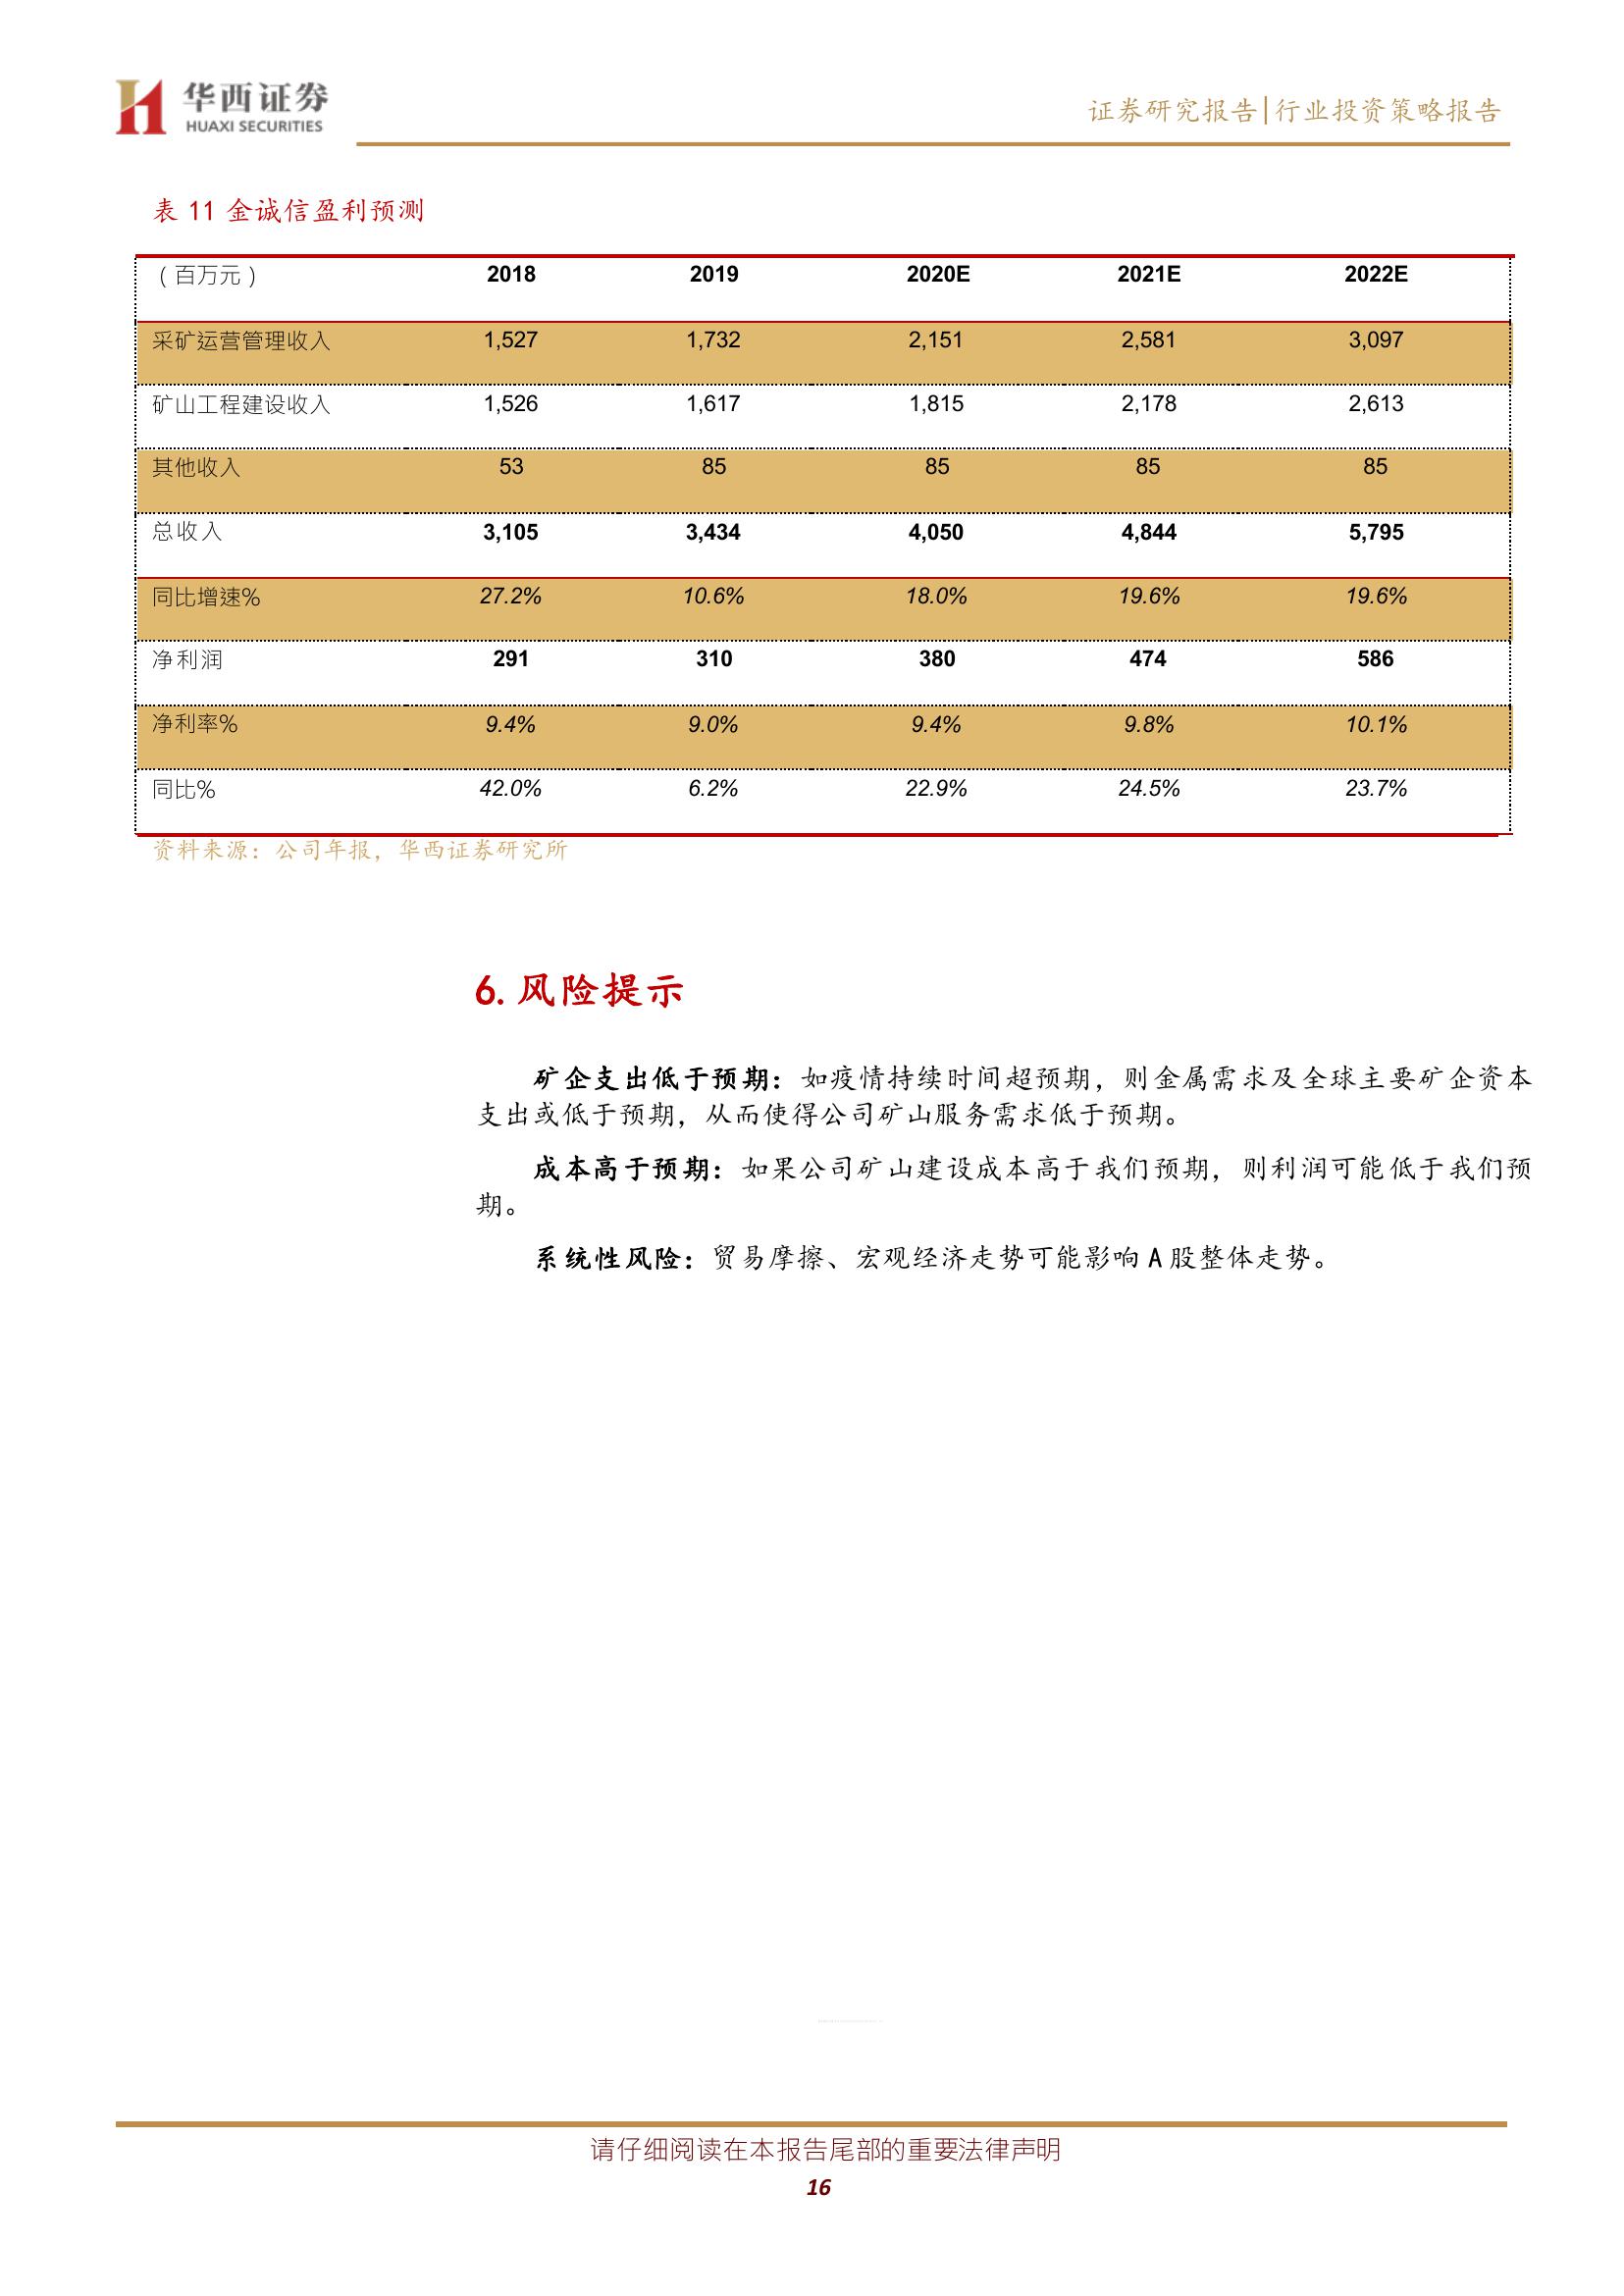 华西证券
HUAXI SECURITIES
证券研究报告|行业投资策略报告
表 11 金诚信盈利预测
（百万元） 2018 2019 2020E 2021E 2022E
采矿运营管理收入 1,527 1,732 2,151 2,581 3,097
矿山工程建设收入 1,526 1,617 1,815 2,178 2,613
其他收入 53 85 85 85 85
总收入 3,105 3,434 4,050 4,844 5,795
同比增速% 27.2% 10.6% 18.0% 19.6% 19.6%
净利润 291 310 380 474 586
净利率% 9.4% 9.0% 9.4% 9.8% 10.1%
同比% 42.0% 6.2% 22.9% 24.5% 23.7%
资料来源：公司年报，华西证券研究所
6. 风险提示
矿企支出低于预期：如疫情持续时间超预期，则金属需求及全球主要矿企资本
支出或低于预期，从而使得公司矿山服务需求低于预期。
成本高于预期：如果公司矿山建设成本高于我们预期，则利润可能低于我们预
期。
系统性风险：贸易摩擦、宏观经济走势可能影响 A 股整体走势。
请仔细阅读在本报告尾部的重要法律声明
16